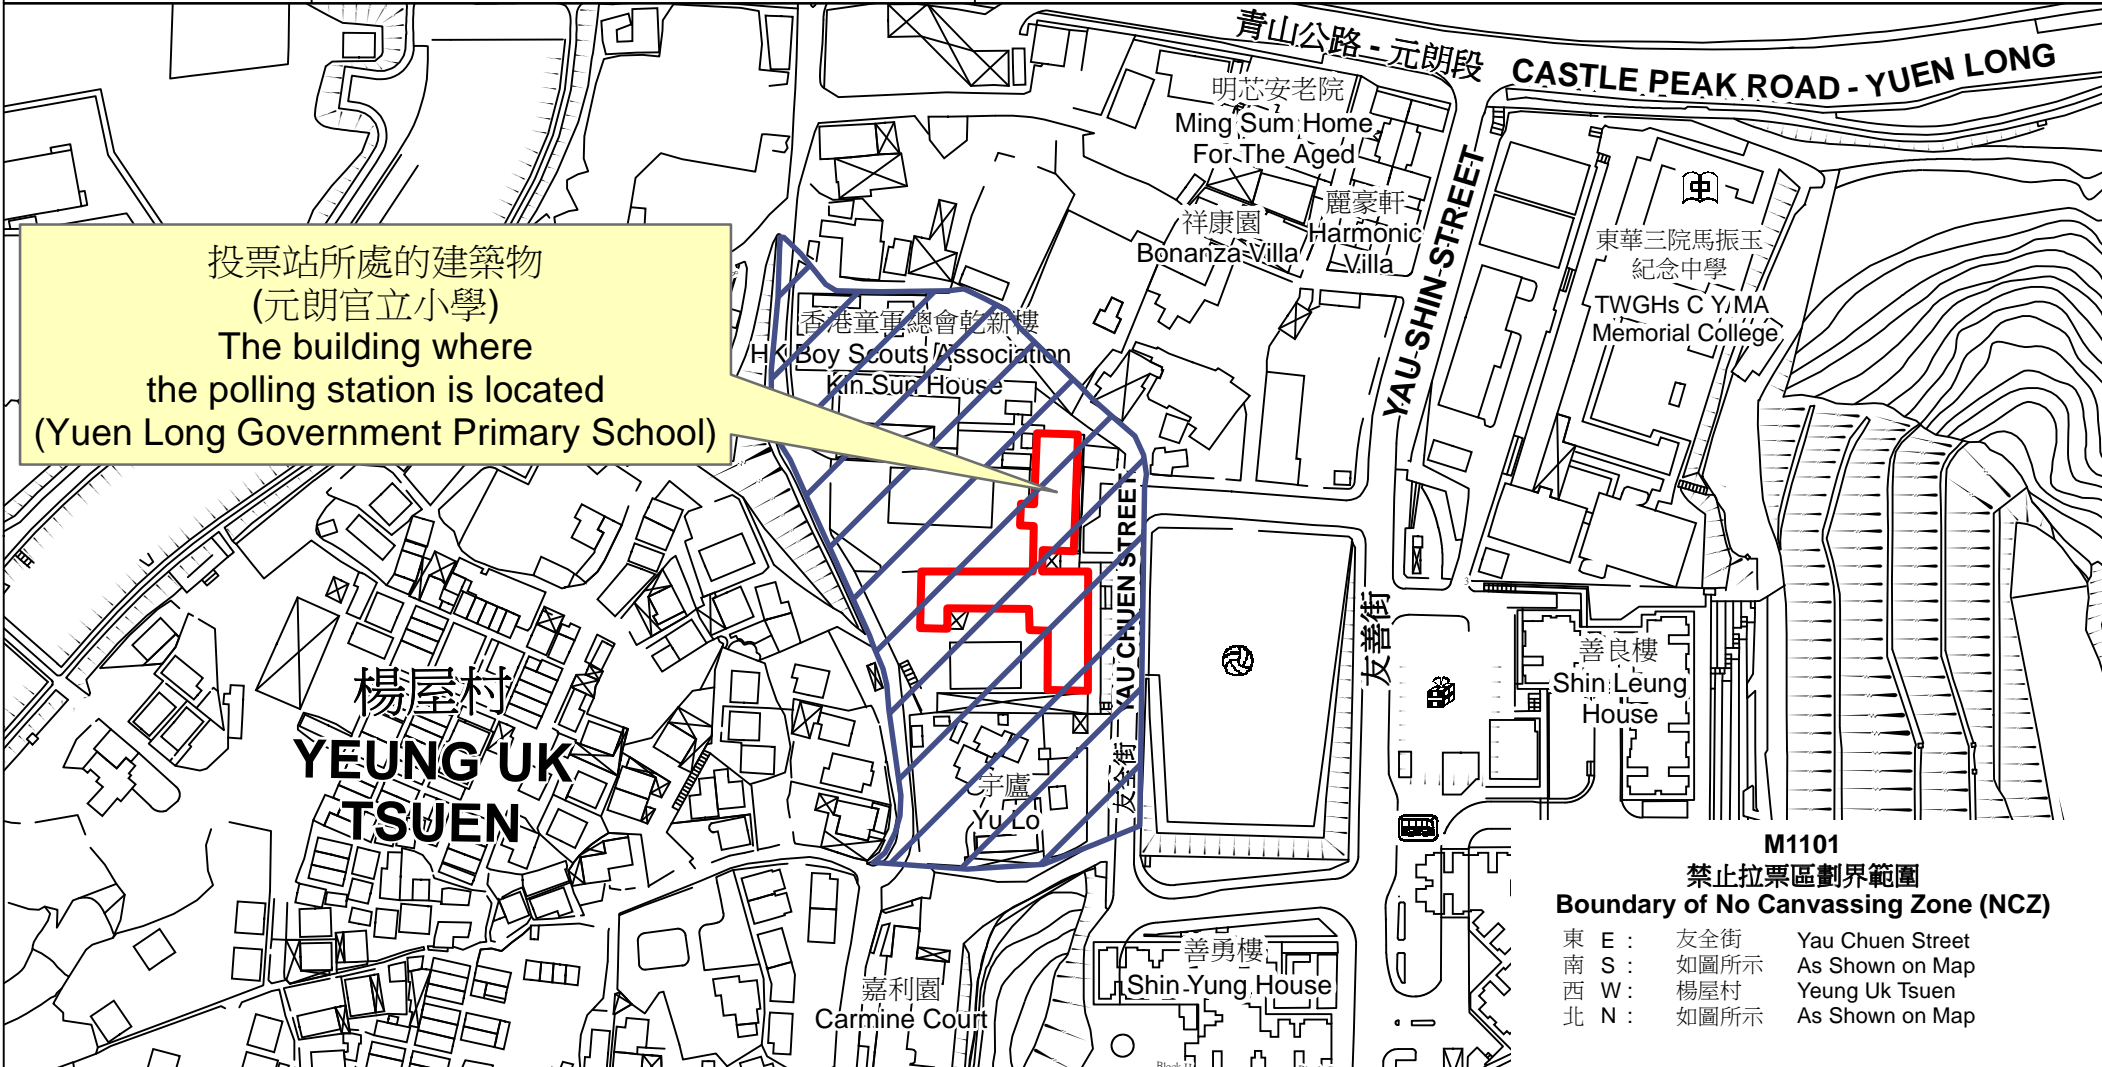 青山公路 - 元朗段
CASTLE PEAK ROAD - YUEN LONG
明芯安老院
Ming Sum Home
For The Aged
YAU SHIN STREET
中
祥康園
Bonanza Villa
麗豪軒
Harmonic
Villa
東華三院馬振玉
紀念中學
TWGHs C Y MA
Memorial College
投票站所處的建築物
(元朗官立小學)
The building where
the polling station is located
(Yuen Long Government Primary School)
香港童軍總會乾新樓
HK Boy Scouts Association
Kin Sun House
YAU CHUEN STREET
友全街
友善街
楊屋村
YEUNG UK
TSUEN
善良樓
Shin Leung
House
宇廬
Yu Lo
善勇樓
Shin Yung House
嘉利園
Carmine Court
M1101
禁止拉票區劃界範圍
Boundary of No Canvassing Zone (NCZ)
東 E : 友全街 Yau Chuen Street
南 S : 如圖所示 As Shown on Map
西 W : 楊屋村 Yeung Uk Tsuen
北 N : 如圖所示 As Shown on Map